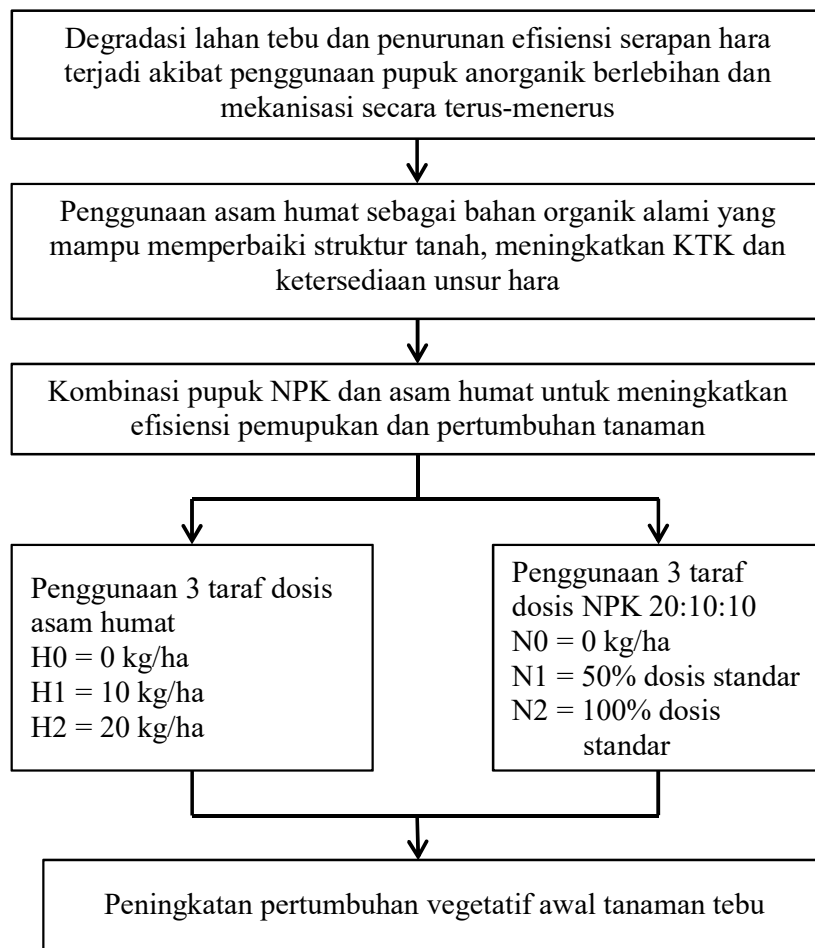 Degradasi lahan tebu dan penurunan efisiensi serapan hara
terjadi akibat penggunaan pupuk anorganik berlebihan dan
mekanisasi secara terus-menerus
Penggunaan asam humat sebagai bahan organik alami yang
mampu memperbaiki struktur tanah, meningkatkan KTK dan
ketersediaan unsur hara
Kombinasi pupuk NPK dan asam humat untuk meningkatkan
efisiensi pemupukan dan pertumbuhan tanaman
Penggunaan 3 taraf dosis
asam humat
H0 = 0 kg/ha
H1 = 10 kg/ha
H2 = 20 kg/ha
Penggunaan 3 taraf
dosis NPK 20:10:10
N0 = 0 kg/ha
N1 = 50% dosis standar
N2 = 100% dosis
standar
Peningkatan pertumbuhan vegetatif awal tanaman tebu